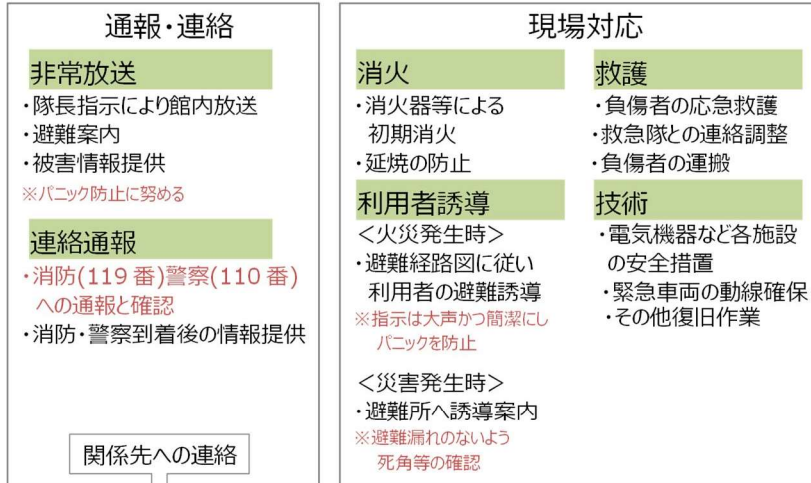 通報・連絡
非常放送
・隊長指示により館内放送
・避難案内
・被害情報提供
※パニック防止に努める
連絡通報
・消防(119番)警察(110番)
への通報と確認
・消防・警察到着後の情報提供
関係先への連絡
現場対応
消火
・消火器等による
初期消火
・延焼の防止
利用者誘導
＜火災発生時＞
・避難経路図に従い
利用者の避難誘導
※指示は大声かつ簡潔にし
パニックを防止
＜災害発生時＞
・避難所へ誘導案内
※避難漏れのないよう
死角等の確認
救護
・負傷者の応急救護
・救急隊との連絡調整
・負傷者の運搬
技術
・電気機器など各施設
の安全措置
・緊急車両の動線確保
・その他復旧作業